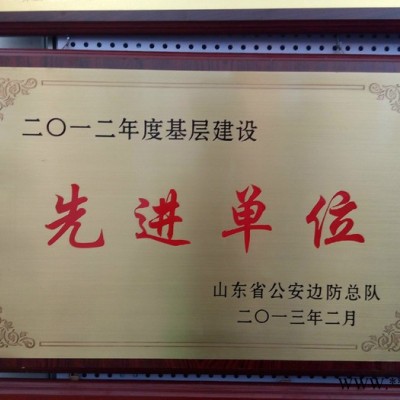 二〇一二年度基层建设
先进单位
山东省公安边防总队
二〇一三年二月